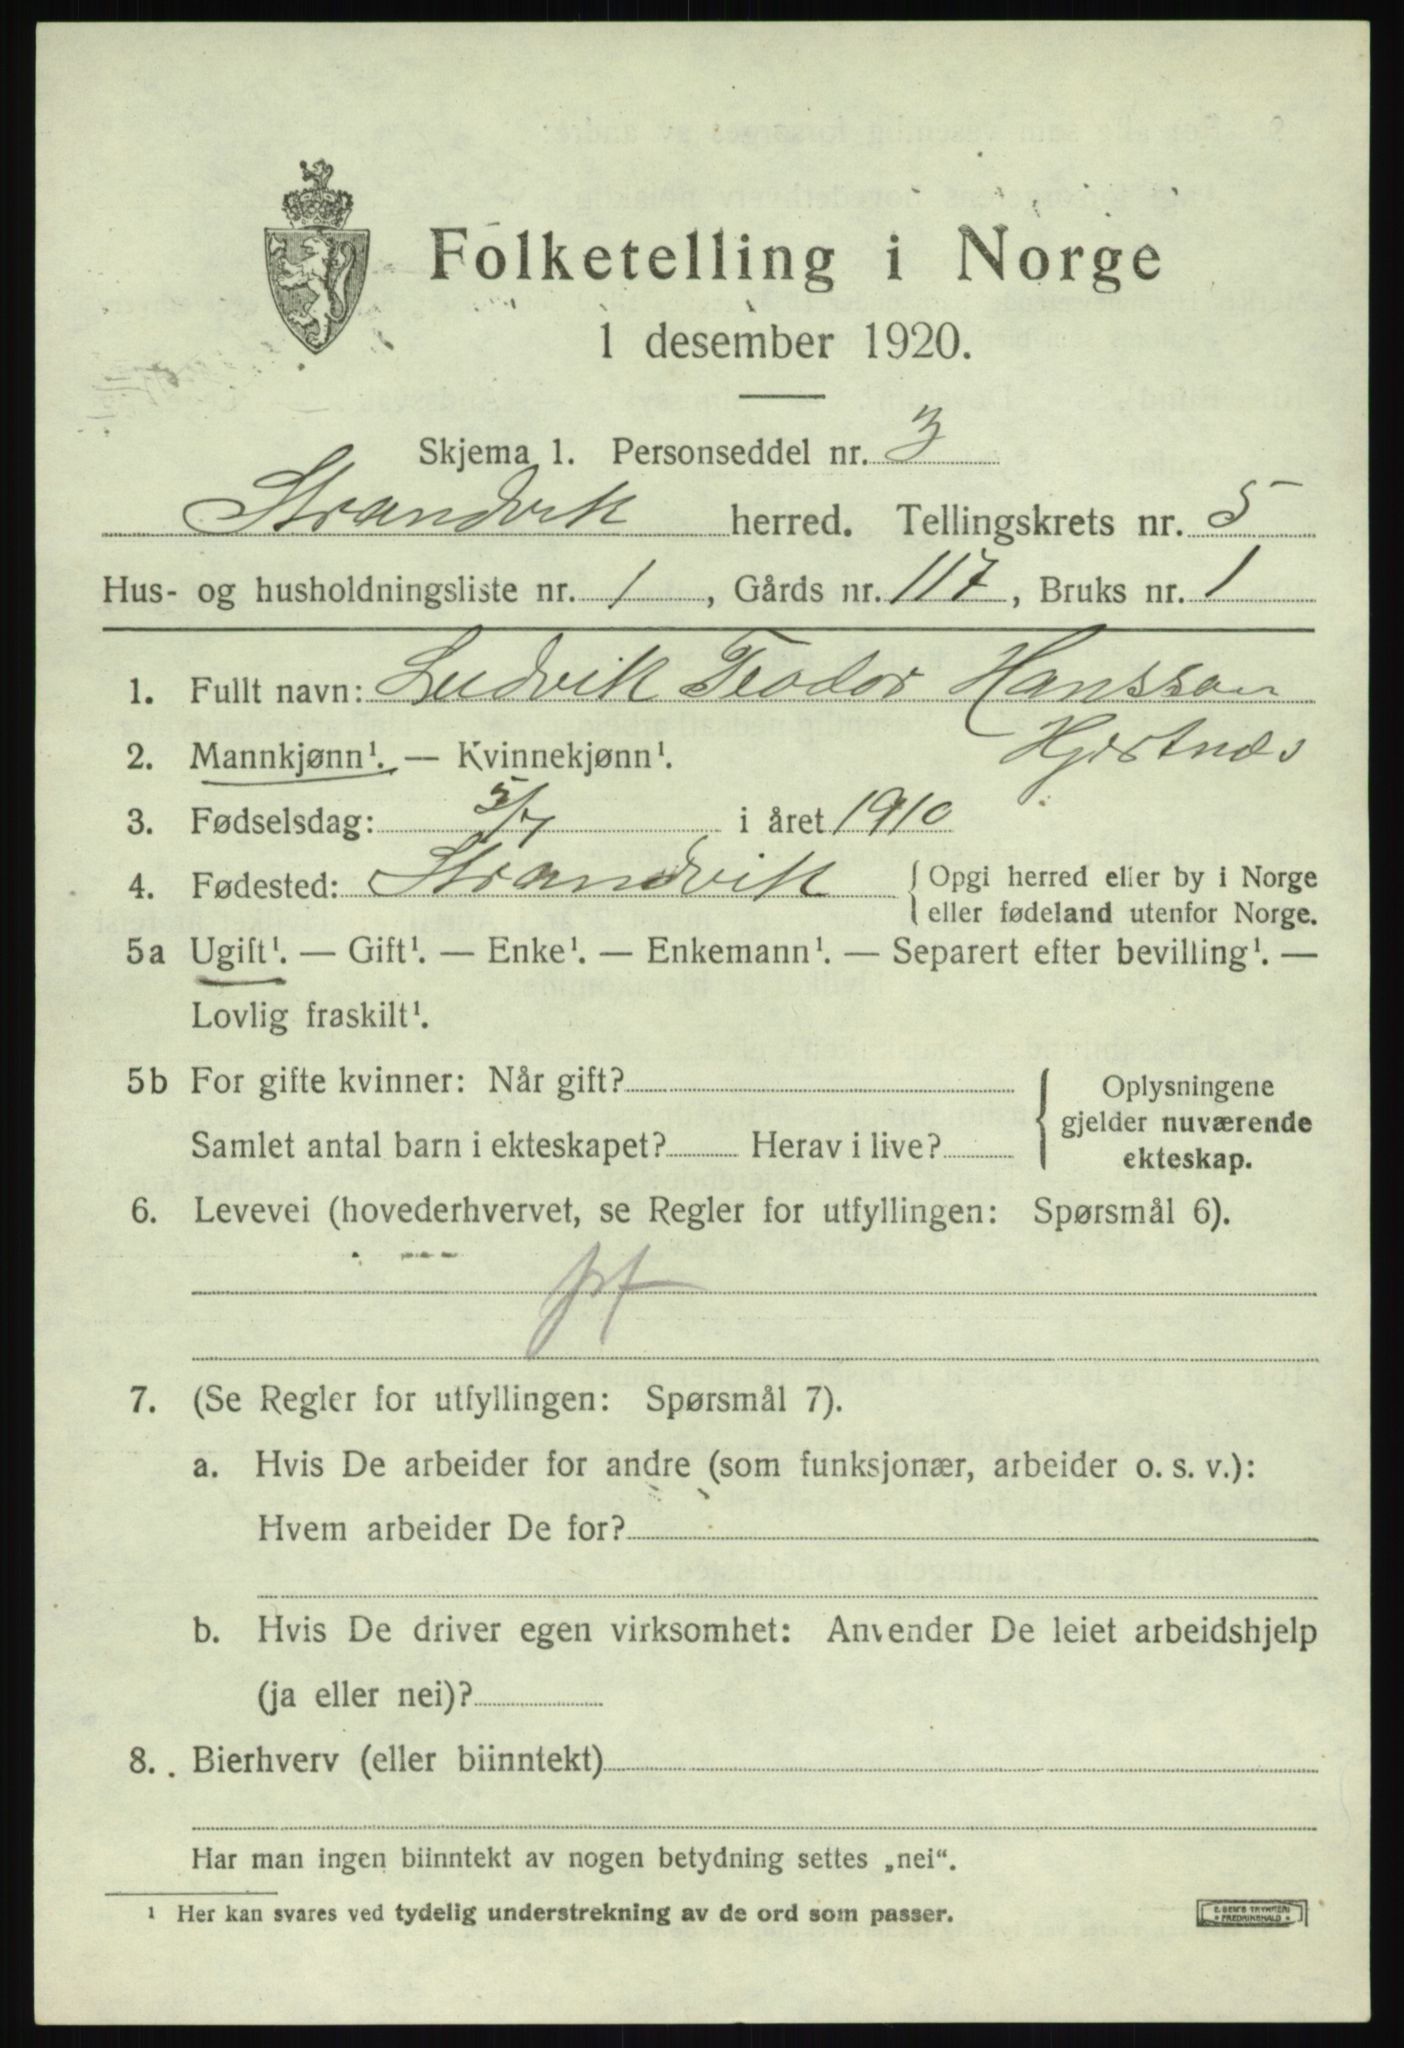 Folketelling i Norge
1 desember 1920.
Skjema 1. Personseddel nr. 3
Strandvik herred. Tellingskrets nr. 5
Hus- og husholdningsliste nr. 1, Gårds nr. 117, Bruks nr. 1
1. Fullt navn: Ludvik Teodor Hansson
Hjertnæs
2. Mannkjønn¹. — Kvinnekjønn¹.
3. Fødselsdag: 5/7 i året 1910
4. Fødested: Strandvik { Opgi herred eller by i Norge
eller fødeland utenfor Norge.
5a Ugift¹. — Gift¹. — Enke¹. — Enkemann¹. — Separert efter bevilling¹. —
Lovlig fraskilt¹.
5b For gifte kvinner: Når gift?
Samlet antal barn i ekteskapet? Herav i live?
{ Oplysningene
gjelder nuværende
ekteskap.
6. Levevei (hovederhvervet, se Regler for utfyllingen: Spørsmål 6).
7. (Se Regler for utfyllingen: Spørsmål 7).
a. Hvis De arbeider for andre (som funksjonær, arbeider o. s. v.):
Hvem arbeider De for?
b. Hvis De driver egen virksomhet: Anvender De leiet arbeidshjelp
(ja eller nei)?
8. Bierhverv (eller biinntekt)
Har man ingen biinntekt av nogen betydning settes „nei“.
¹ Her kan svares ved tydelig understrekning av de ord som passer.